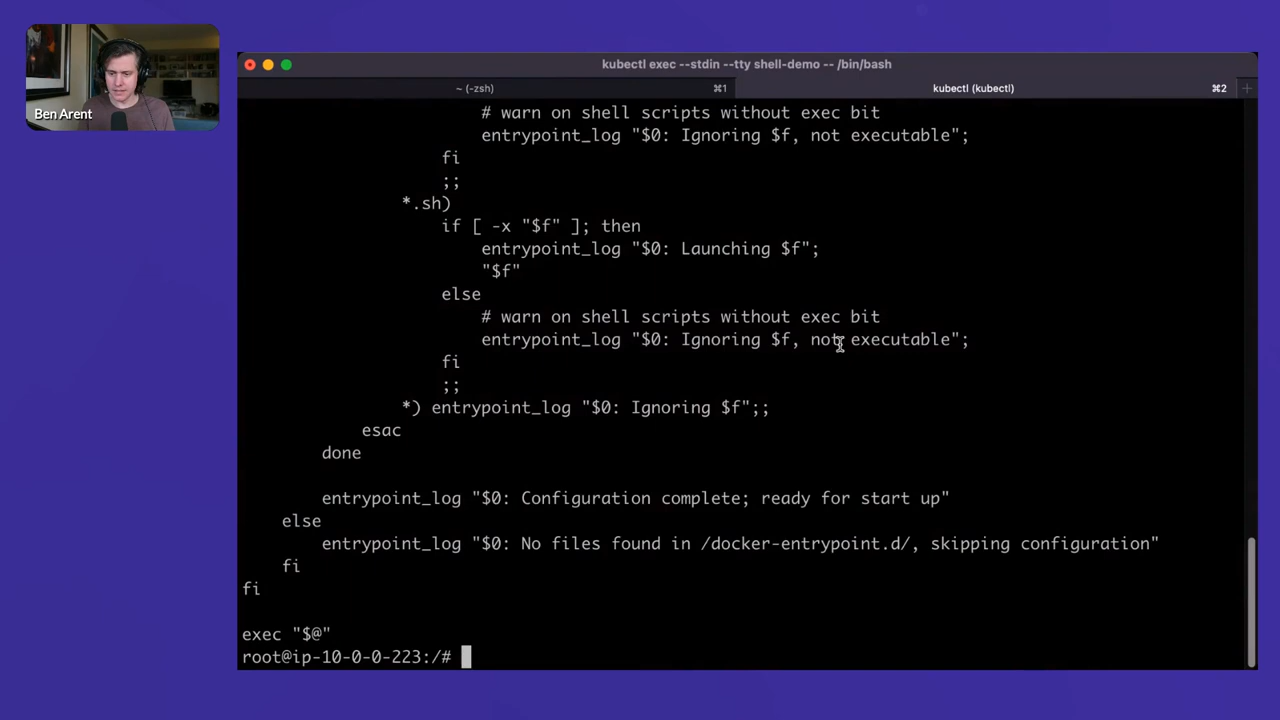 kubectl exec --stdin --tty shell-demo -- /bin/bash
~ (-zsh) ⌘1 kubectl (kubectl) ⌘2 +
Ben Arent
# warn on shell scripts without exec bit
entrypoint_log "$0: Ignoring $f, not executable";
fi
;;
*.sh)
if [ -x "$f" ]; then
entrypoint_log "$0: Launching $f";
"$f"
else
# warn on shell scripts without exec bit
entrypoint_log "$0: Ignoring $f, not executable";
fi
;;
*) entrypoint_log "$0: Ignoring $f";;
esac
done
entrypoint_log "$0: Configuration complete; ready for start up"
else
entrypoint_log "$0: No files found in /docker-entrypoint.d/, skipping configuration"
fi
fi
exec "$@"
root@ip-10-0-0-223:/#